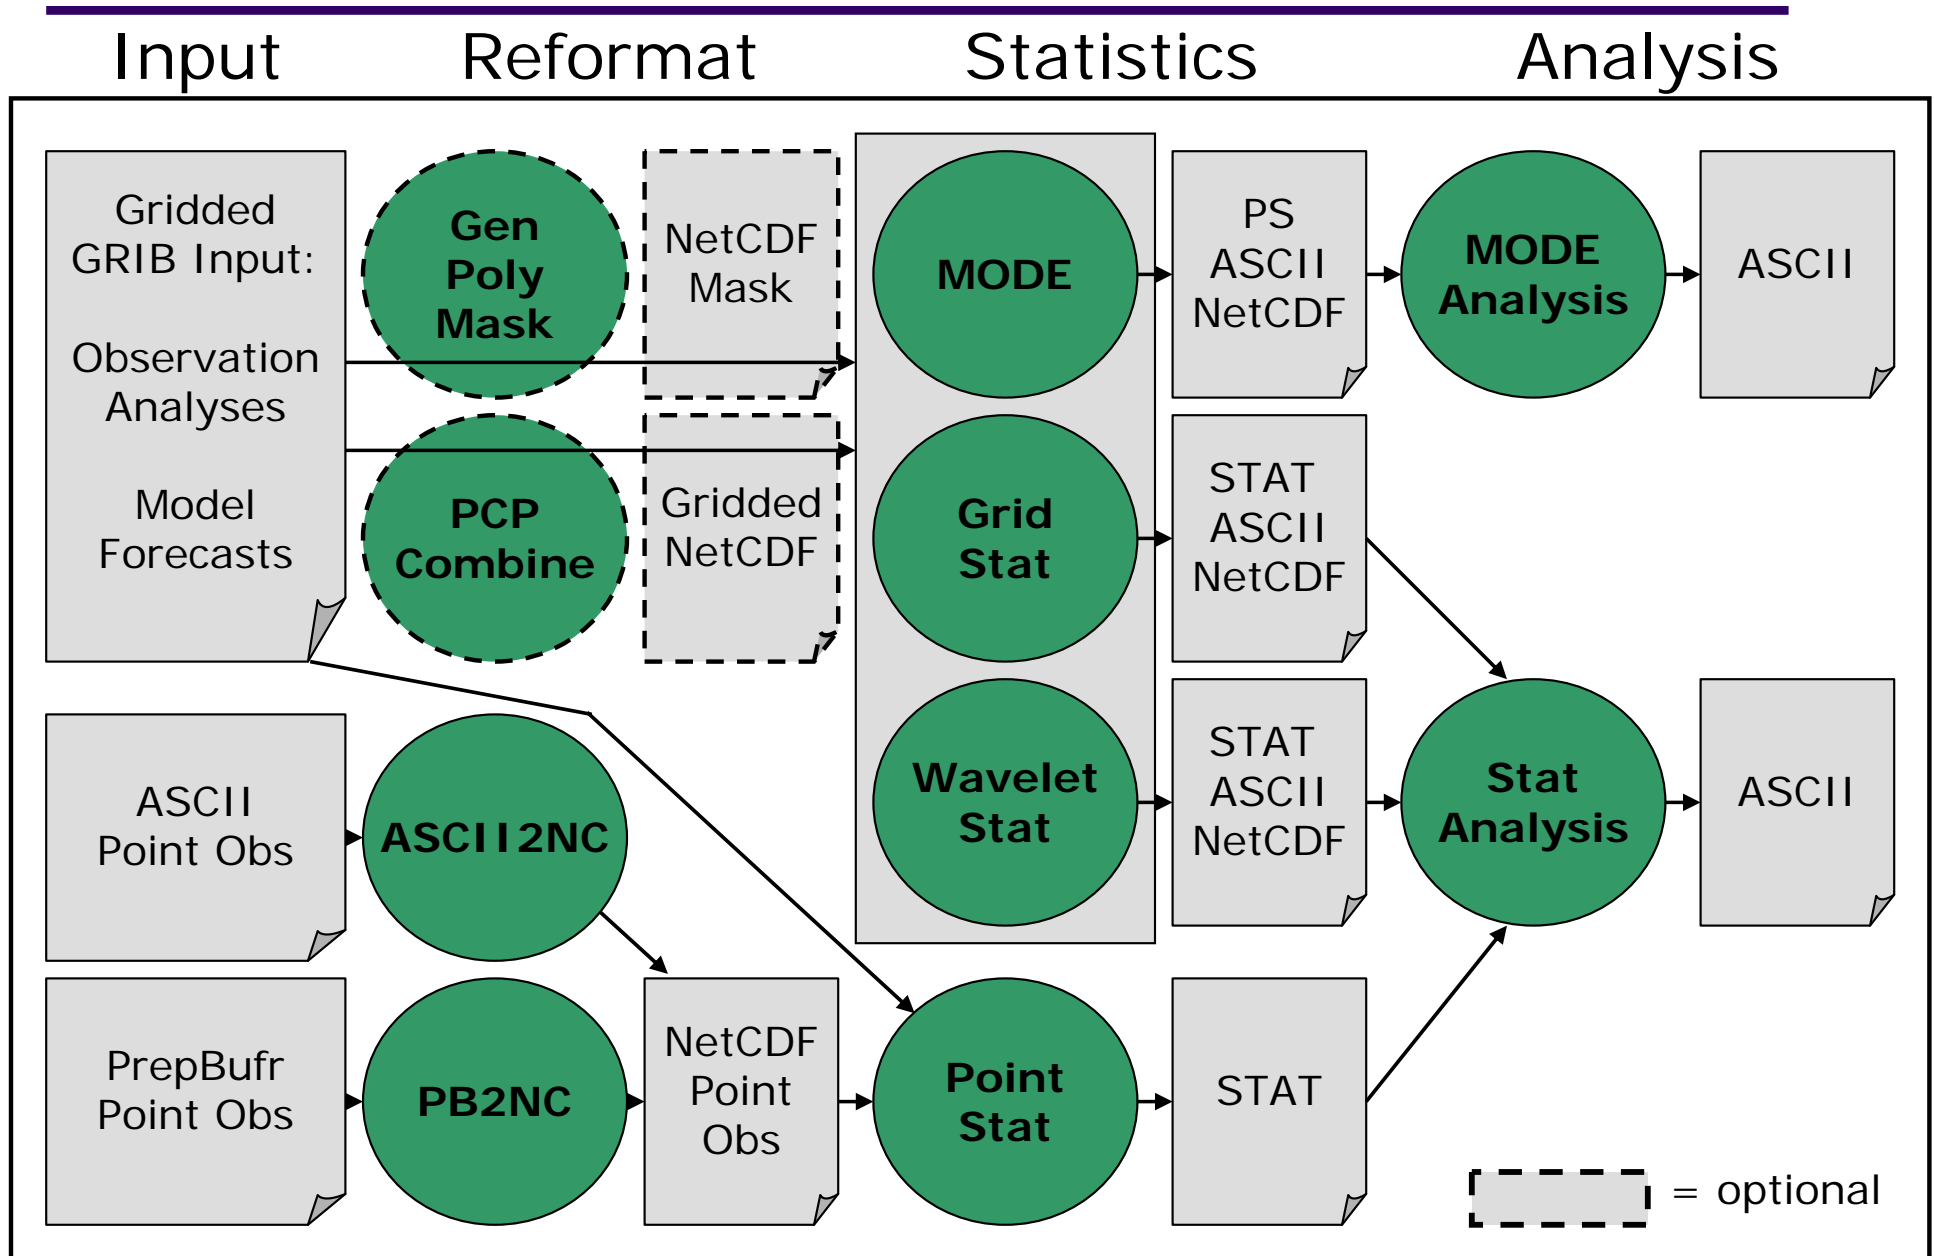 Input
Reformat
Statistics
Analysis
Gridded
GRIB Input:
Observation
Analyses
Model
Forecasts
Gen
Poly
Mask
NetCDF
Mask
MODE
PS
ASCII
NetCDF
MODE
Analysis
ASCII
PCP
Combine
Gridded
NetCDF
Grid
Stat
STAT
ASCII
NetCDF
Wavelet
Stat
STAT
ASCII
NetCDF
Stat
Analysis
ASCII
ASCII
Point Obs
ASCII2NC
PrepBufr
Point Obs
PB2NC
NetCDF
Point
Obs
Point
Stat
STAT
= optional